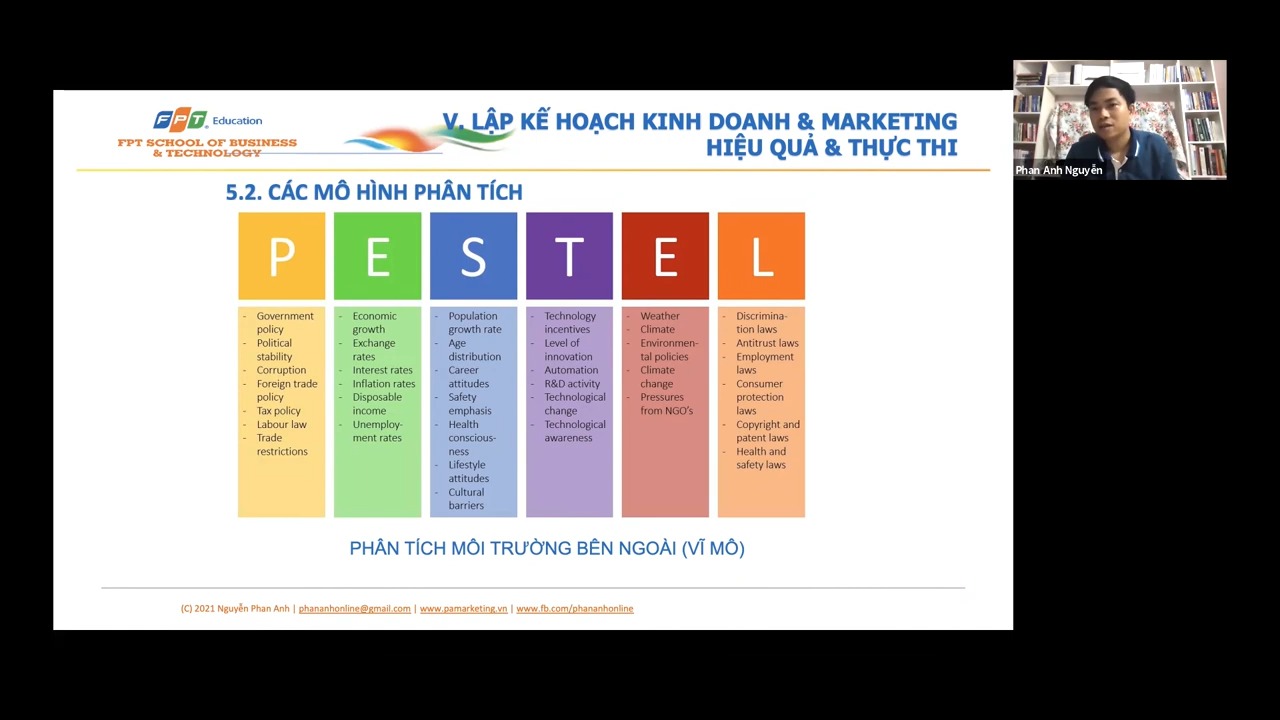 FPT Education
FPT SCHOOL OF BUSINESS
& TECHNOLOGY
V. LẬP KẾ HOẠCH KINH DOANH & MARKETING
HIỆU QUẢ & THỰC THI
Phan Anh Nguyễn
5.2. CÁC MÔ HÌNH PHÂN TÍCH
P
- Government
policy
- Political
stability
- Corruption
- Foreign trade
policy
- Tax policy
- Labour law
- Trade
restrictions
E
- Economic
growth
- Exchange
rates
- Interest rates
- Inflation rates
- Disposable
income
- Unemploy-
ment rates
S
- Population
growth rate
- Age
distribution
- Career
attitudes
- Safety
emphasis
- Health
conscious-
ness
- Lifestyle
attitudes
- Cultural
barriers
T
- Technology
incentives
- Level of
innovation
- Automation
- R&D activity
- Technological
change
- Technological
awareness
E
- Weather
- Climate
- Environmen-
tal policies
- Climate
change
- Pressures
from NGO's
L
- Discrimina-
tion laws
- Antitrust laws
- Employment
laws
- Consumer
protection
laws
- Copyright and
patent laws
- Health and
safety laws
PHÂN TÍCH MÔI TRƯỜNG BÊN NGOÀI (VĨ MÔ)
(C) 2021 Nguyễn Phan Anh | phananhonline@gmail.com | www.pamarketing.vn | www.fb.com/phananhonline